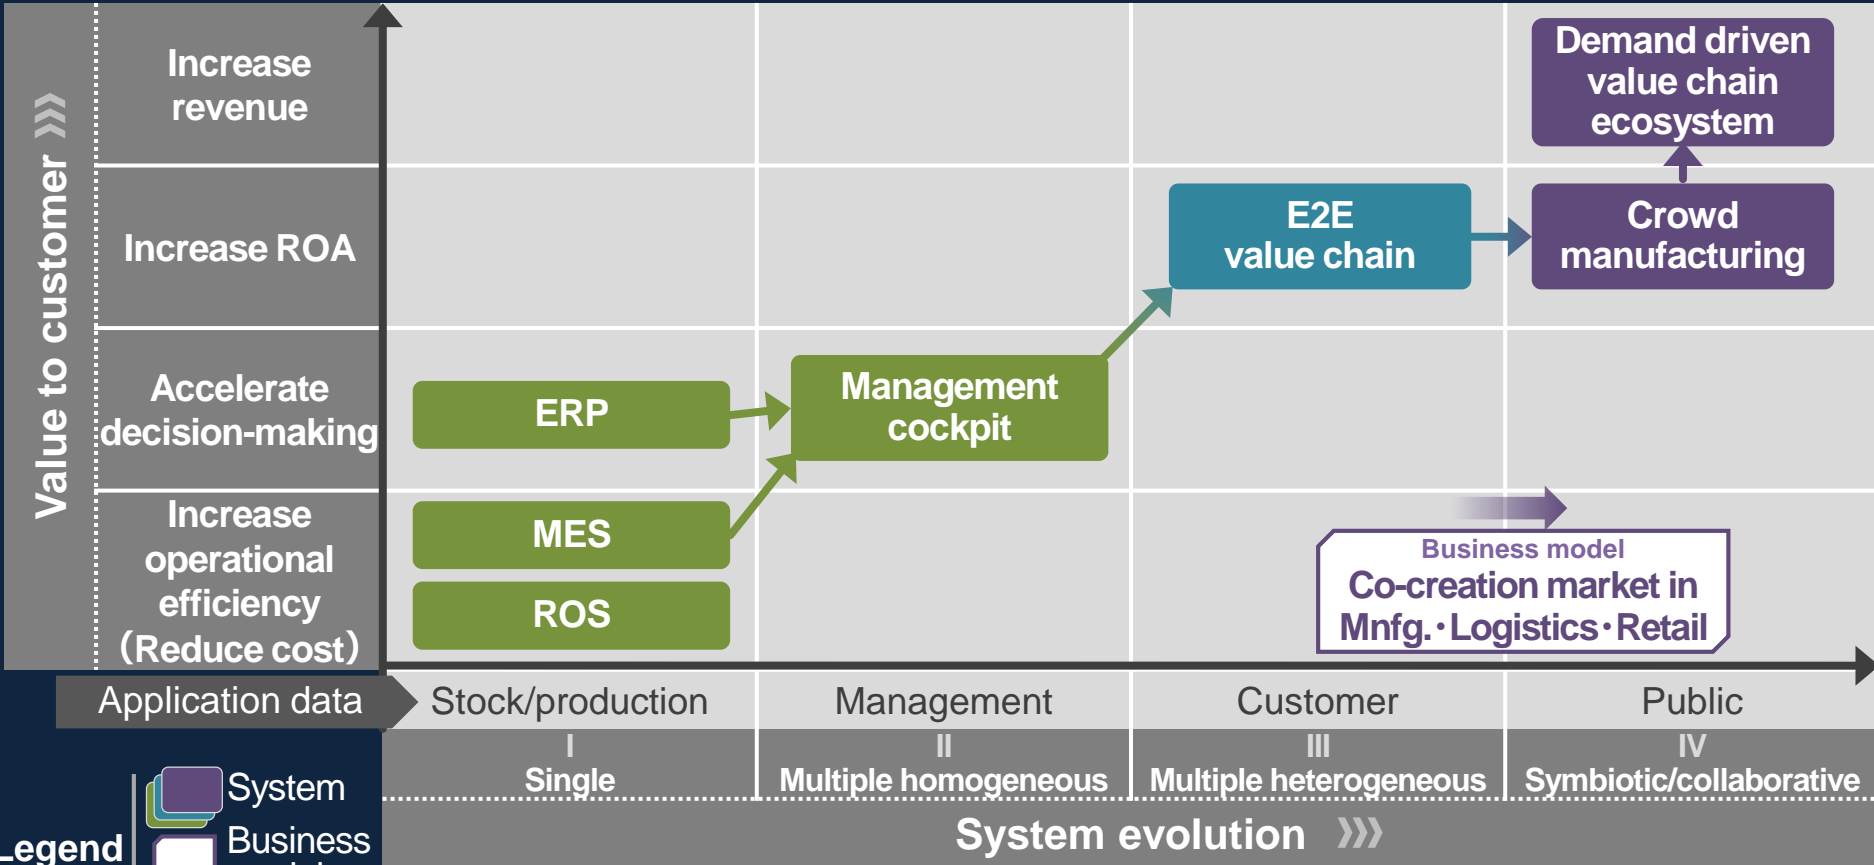 Value to customer
Increase
revenue
Increase ROA
Accelerate
decision-making
Increase
operational
efficiency
（Reduce cost）
Demand driven
value chain
ecosystem
E2E
value chain
Crowd
manufacturing
ERP
Management
cockpit
MES
ROS
Business model
Co-creation market in
Mnfg.・Logistics・Retail
Application data
Stock/production
Management
Customer
Public
I
Single
II
Multiple homogeneous
III
Multiple heterogeneous
IV
Symbiotic/collaborative
System evolution
Legend
System
Business